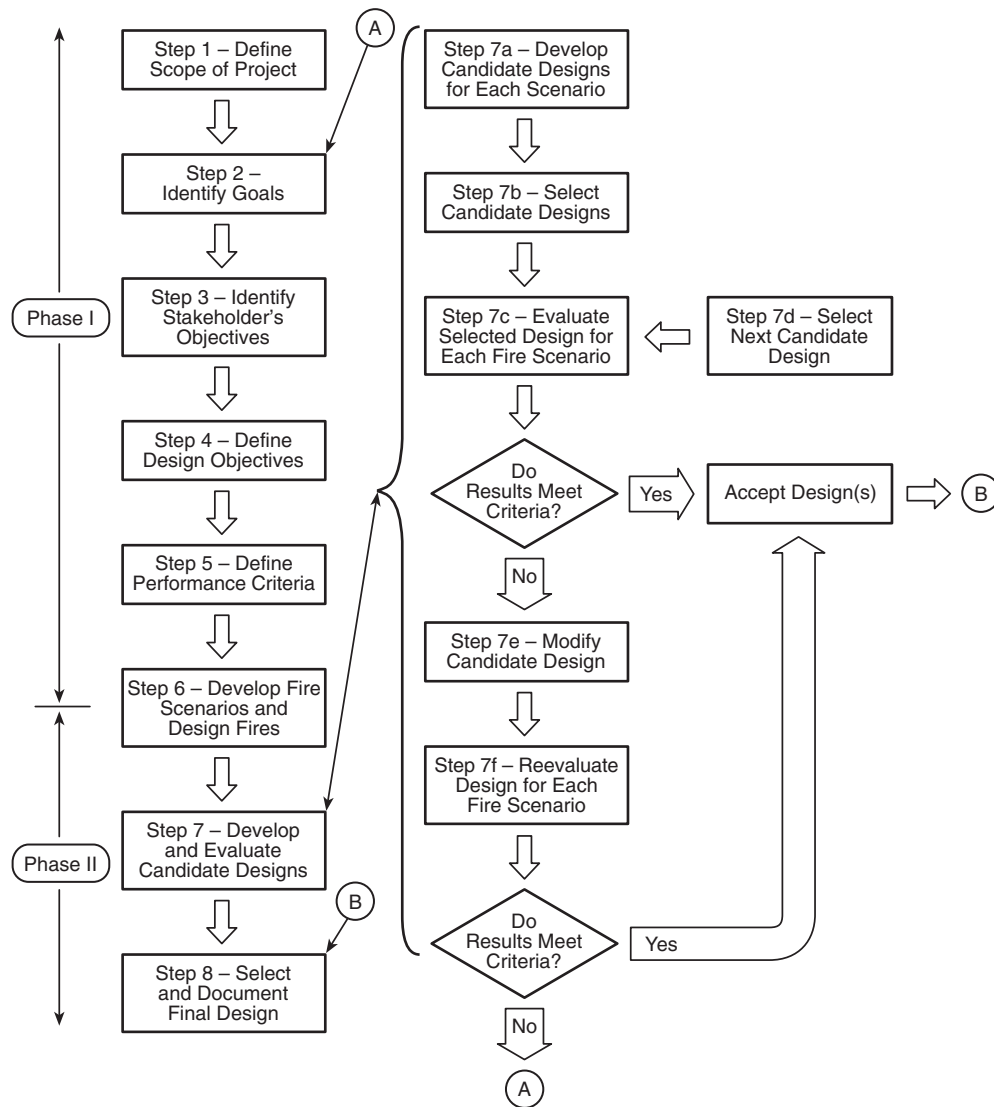 Step 1 – Define
Scope of Project
A
Step 2 –
Identify Goals
Step 3 – Identify
Stakeholder's
Objectives
Phase I
Step 4 – Define
Design Objectives
Step 5 – Define
Performance Criteria
Step 6 – Develop Fire
Scenarios and
Design Fires
Step 7 – Develop
and Evaluate
Candidate Designs
Phase II
B
Step 8 – Select
and Document
Final Design
Step 7a – Develop
Candidate Designs
for Each Scenario
Step 7b – Select
Candidate Designs
Step 7c – Evaluate
Selected Design for
Each Fire Scenario
Step 7d – Select
Next Candidate
Design
Do
Results Meet
Criteria?
Yes
Accept Design(s)
B
No
Step 7e – Modify
Candidate Design
Step 7f – Reevaluate
Design for Each
Fire Scenario
Do
Results Meet
Criteria?
Yes
No
A